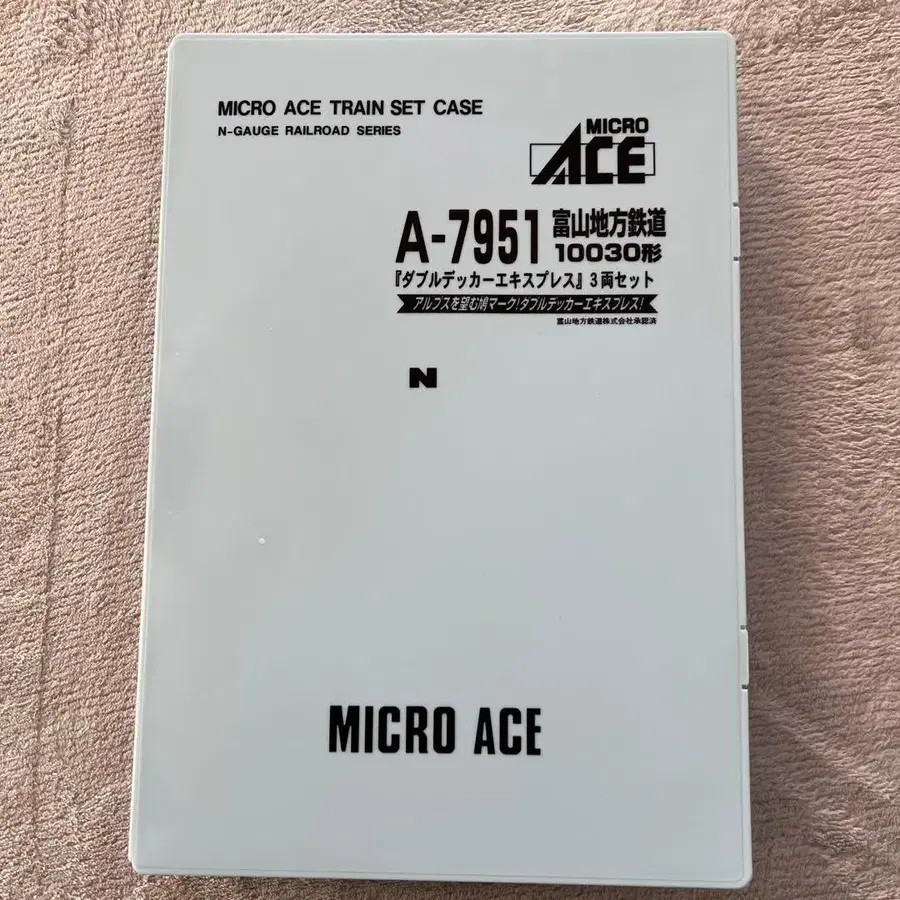 MICRO ACE TRAIN SET CASE
N-GAUGE RAILROAD SERIES
MICRO
ACE
A-7951 富山地方鉄道
10030形
『ダブルデッカーエキスプレス』3両セット
アルプスを望む鳩マーク!ダブルデッカーエキスプレス!
富山地方鉄道株式会社承認済
N
MICRO ACE